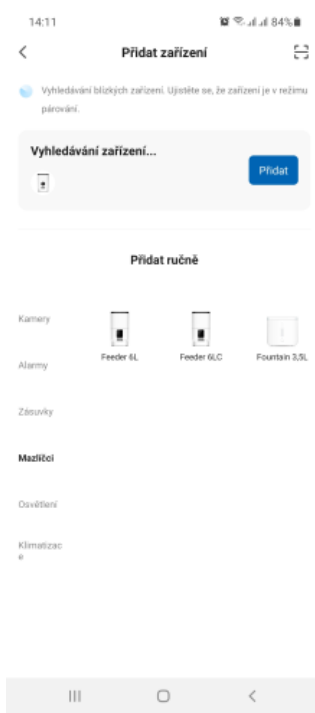 14:11
84%
Přidat zařízení
Vyhledávání blízkých zařízení. Ujistěte se, že zařízení je v režimu
párování.
Vyhledávání zařízení...
Přidat
Přidat ručně
Kamery
Feeder 6L
Feeder 6LC
Fountain 3,5L
Alarmy
Zásuvky
Mazlíčci
Osvětlení
Klimatizac
e